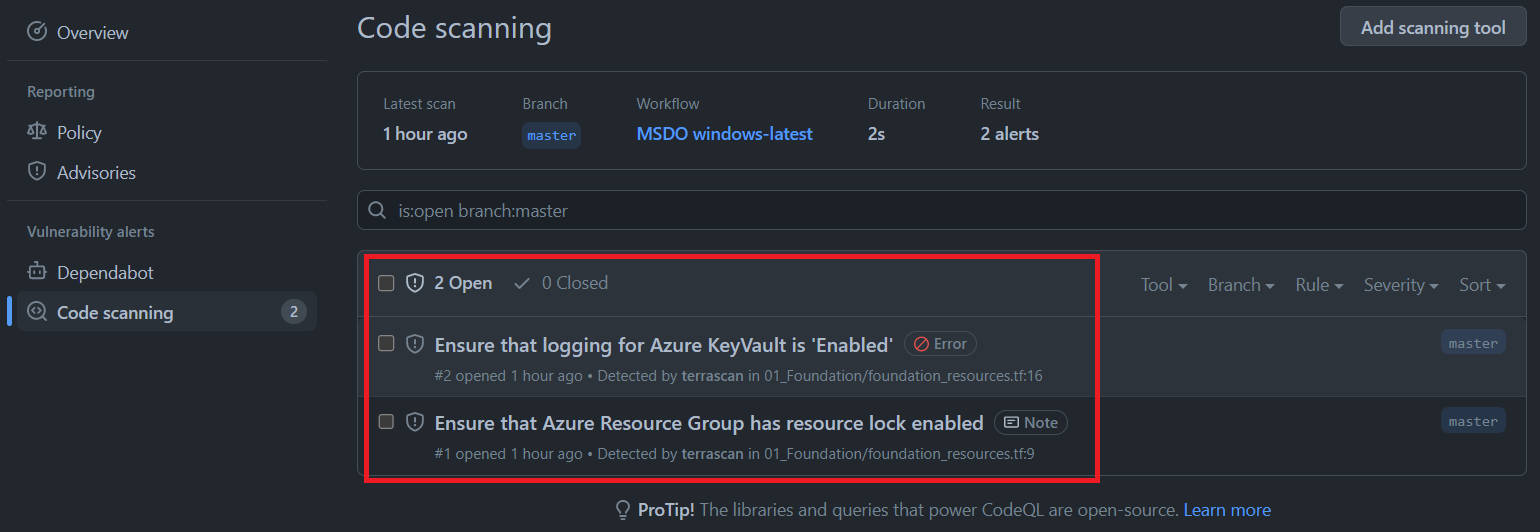 Overview
Reporting
Policy
Advisories
Vulnerability alerts
Dependabot
Code scanning 2
Code scanning
Add scanning tool
Latest scan Branch Workflow Duration Result
1 hour ago master MSDO windows-latest 2s 2 alerts
is:open branch:master
2 Open 0 Closed Tool Branch Rule Severity Sort
Ensure that logging for Azure KeyVault is 'Enabled' Error master
#2 opened 1 hour ago • Detected by terrascan in 01_Foundation/foundation_resources.tf:16
Ensure that Azure Resource Group has resource lock enabled Note master
#1 opened 1 hour ago • Detected by terrascan in 01_Foundation/foundation_resources.tf:9
ProTip! The libraries and queries that power CodeQL are open-source. Learn more